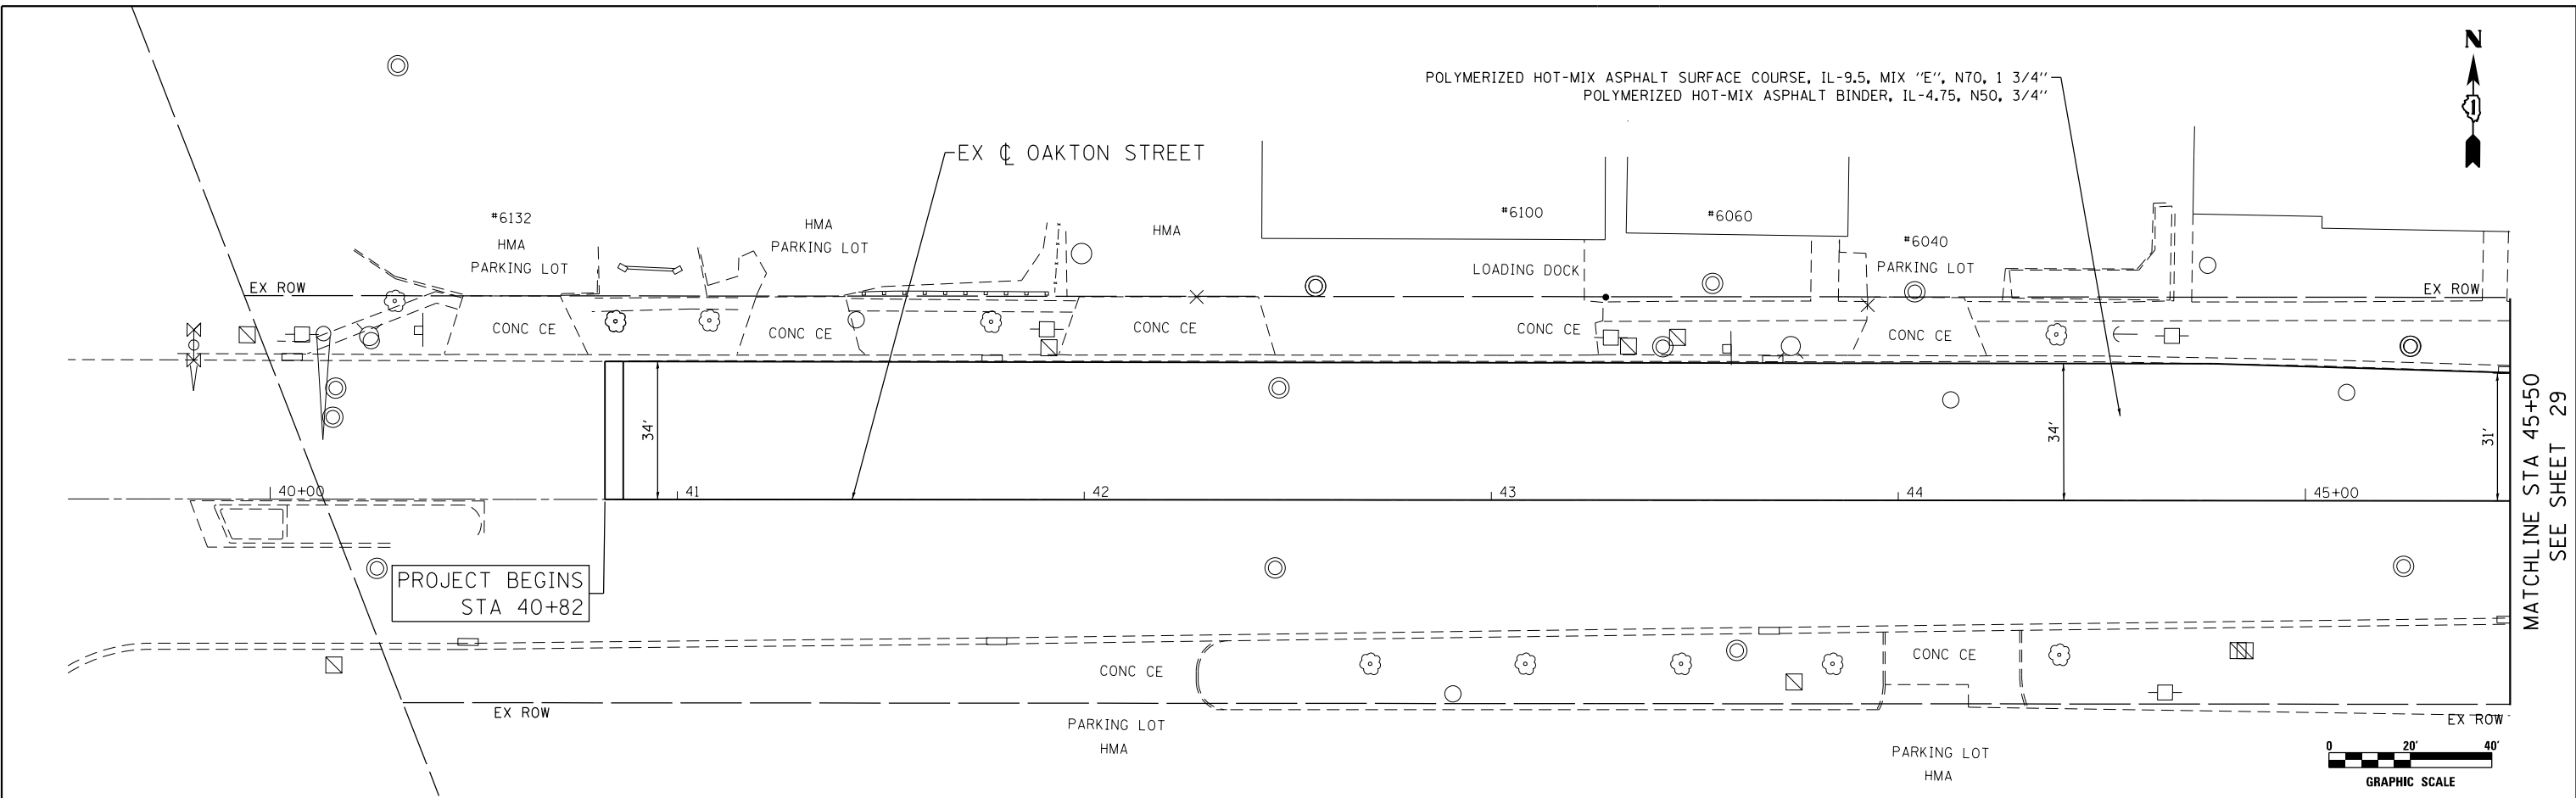 N
POLYMERIZED HOT-MIX ASPHALT SURFACE COURSE, IL-9.5, MIX "E", N70, 1 3/4"
POLYMERIZED HOT-MIX ASPHALT BINDER, IL-4.75, N50, 3/4"
EX ℄ OAKTON STREET
#6132
HMA
PARKING LOT
HMA
PARKING LOT
HMA
#6100
#6060
#6040
PARKING LOT
LOADING DOCK
EX ROW
EX ROW
CONC CE
CONC CE
CONC CE
CONC CE
CONC CE
34'
34'
31'
40+00
41
42
43
44
45+00
MATCHLINE STA 45+50
SEE SHEET 29
PROJECT BEGINS
STA 40+82
CONC CE
CONC CE
EX ROW
EX ROW
PARKING LOT
HMA
PARKING LOT
HMA
0 20' 40'
GRAPHIC SCALE